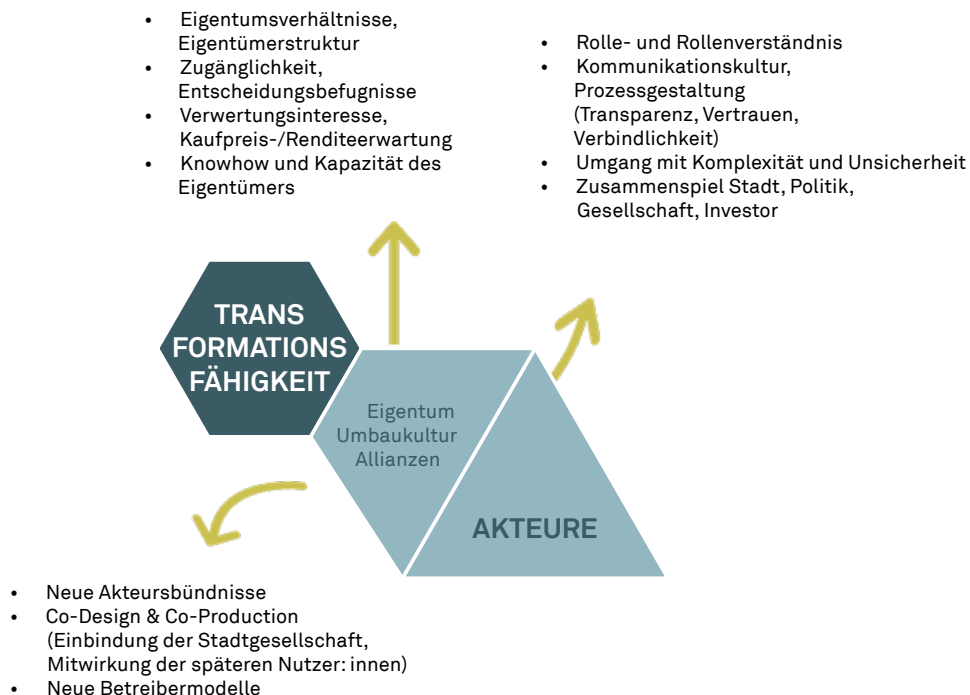 • Eigentumsverhältnisse,
Eigentümerstruktur
• Zugänglichkeit,
Entscheidungsbefugnisse
• Verwertungsinteresse,
Kaufpreis-/Renditeerwartung
• Knowhow und Kapazität des
Eigentümers
• Rolle- und Rollenverständnis
• Kommunikationskultur,
Prozessgestaltung
(Transparenz, Vertrauen,
Verbindlichkeit)
• Umgang mit Komplexität und Unsicherheit
• Zusammenspiel Stadt, Politik,
Gesellschaft, Investor
TRANS
FORMATIONS
FÄHIGKEIT
Eigentum
Umbaukultur
Allianzen
AKTEURE
• Neue Akteursbündnisse
• Co-Design & Co-Production
(Einbindung der Stadtgesellschaft,
Mitwirkung der späteren Nutzer: innen)
• Neue Betreibermodelle